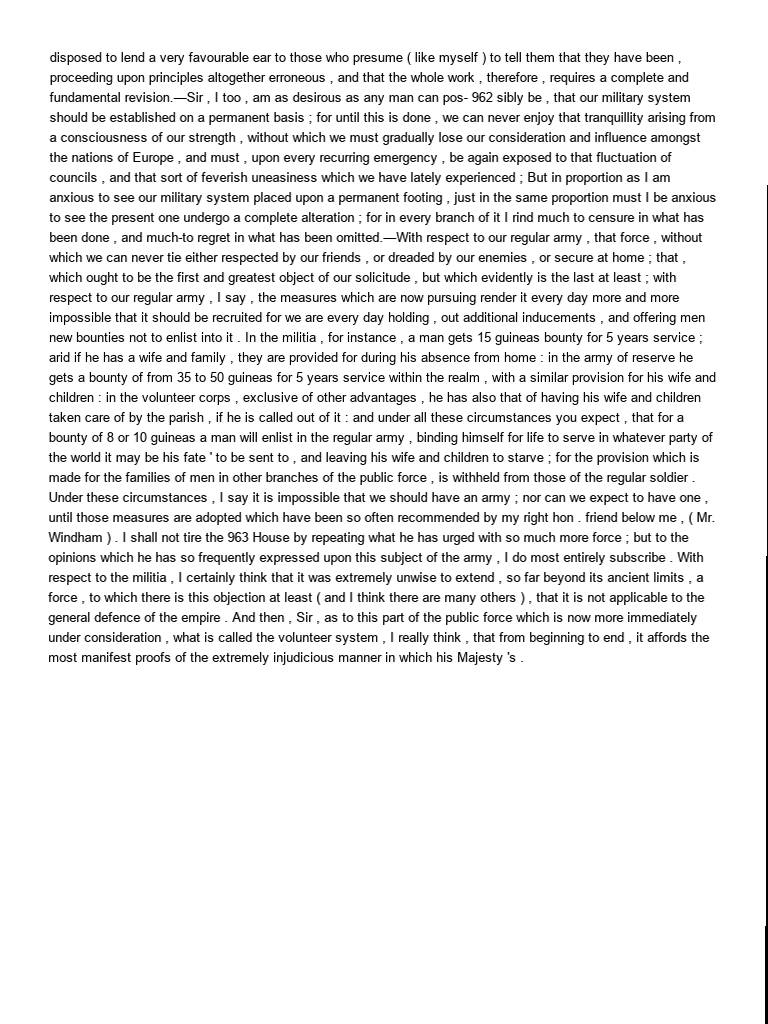 disposed to lend a very favourable ear to those who presume ( like myself ) to tell them that they have been ,
proceeding upon principles altogether erroneous , and that the whole work , therefore , requires a complete and
fundamental revision.—Sir , I too , am as desirous as any man can pos- 962 sibly be , that our military system
should be established on a permanent basis ; for until this is done , we can never enjoy that tranquillity arising from
a consciousness of our strength , without which we must gradually lose our consideration and influence amongst
the nations of Europe , and must , upon every recurring emergency , be again exposed to that fluctuation of
councils , and that sort of feverish uneasiness which we have lately experienced ; But in proportion as I am
anxious to see our military system placed upon a permanent footing , just in the same proportion must I be anxious
to see the present one undergo a complete alteration ; for in every branch of it I rind much to censure in what has
been done , and much-to regret in what has been omitted.—With respect to our regular army , that force , without
which we can never tie either respected by our friends , or dreaded by our enemies , or secure at home ; that ,
which ought to be the first and greatest object of our solicitude , but which evidently is the last at least ; with
respect to our regular army , I say , the measures which are now pursuing render it every day more and more
impossible that it should be recruited for we are every day holding , out additional inducements , and offering men
new bounties not to enlist into it . In the militia , for instance , a man gets 15 guineas bounty for 5 years service ;
arid if he has a wife and family , they are provided for during his absence from home : in the army of reserve he
gets a bounty of from 35 to 50 guineas for 5 years service within the realm , with a similar provision for his wife and
children : in the volunteer corps , exclusive of other advantages , he has also that of having his wife and children
taken care of by the parish , if he is called out of it : and under all these circumstances you expect , that for a
bounty of 8 or 10 guineas a man will enlist in the regular army , binding himself for life to serve in whatever party of
the world it may be his fate ' to be sent to , and leaving his wife and children to starve ; for the provision which is
made for the families of men in other branches of the public force , is withheld from those of the regular soldier .
Under these circumstances , I say it is impossible that we should have an army ; nor can we expect to have one ,
until those measures are adopted which have been so often recommended by my right hon . friend below me , ( Mr.
Windham ) . I shall not tire the 963 House by repeating what he has urged with so much more force ; but to the
opinions which he has so frequently expressed upon this subject of the army , I do most entirely subscribe . With
respect to the militia , I certainly think that it was extremely unwise to extend , so far beyond its ancient limits , a
force , to which there is this objection at least ( and I think there are many others ) , that it is not applicable to the
general defence of the empire . And then , Sir , as to this part of the public force which is now more immediately
under consideration , what is called the volunteer system , I really think , that from beginning to end , it affords the
most manifest proofs of the extremely injudicious manner in which his Majesty 's .